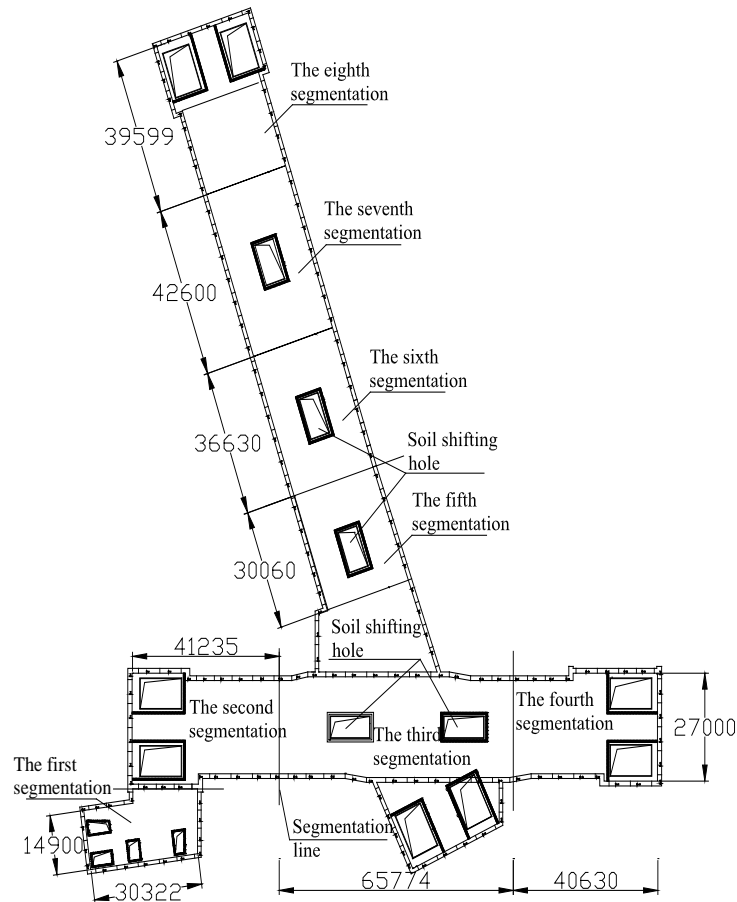 The eighth
segmentation
39599
The seventh
segmentation
42600
The sixth
segmentation
36630
Soil shifting
hole
The fifth
segmentation
30060
Soil shifting
hole
41235
The second
segmentation
The third
segmentation
The fourth
segmentation
27000
The first
segmentation
14900
30322
Segmentation
line
65774
40630